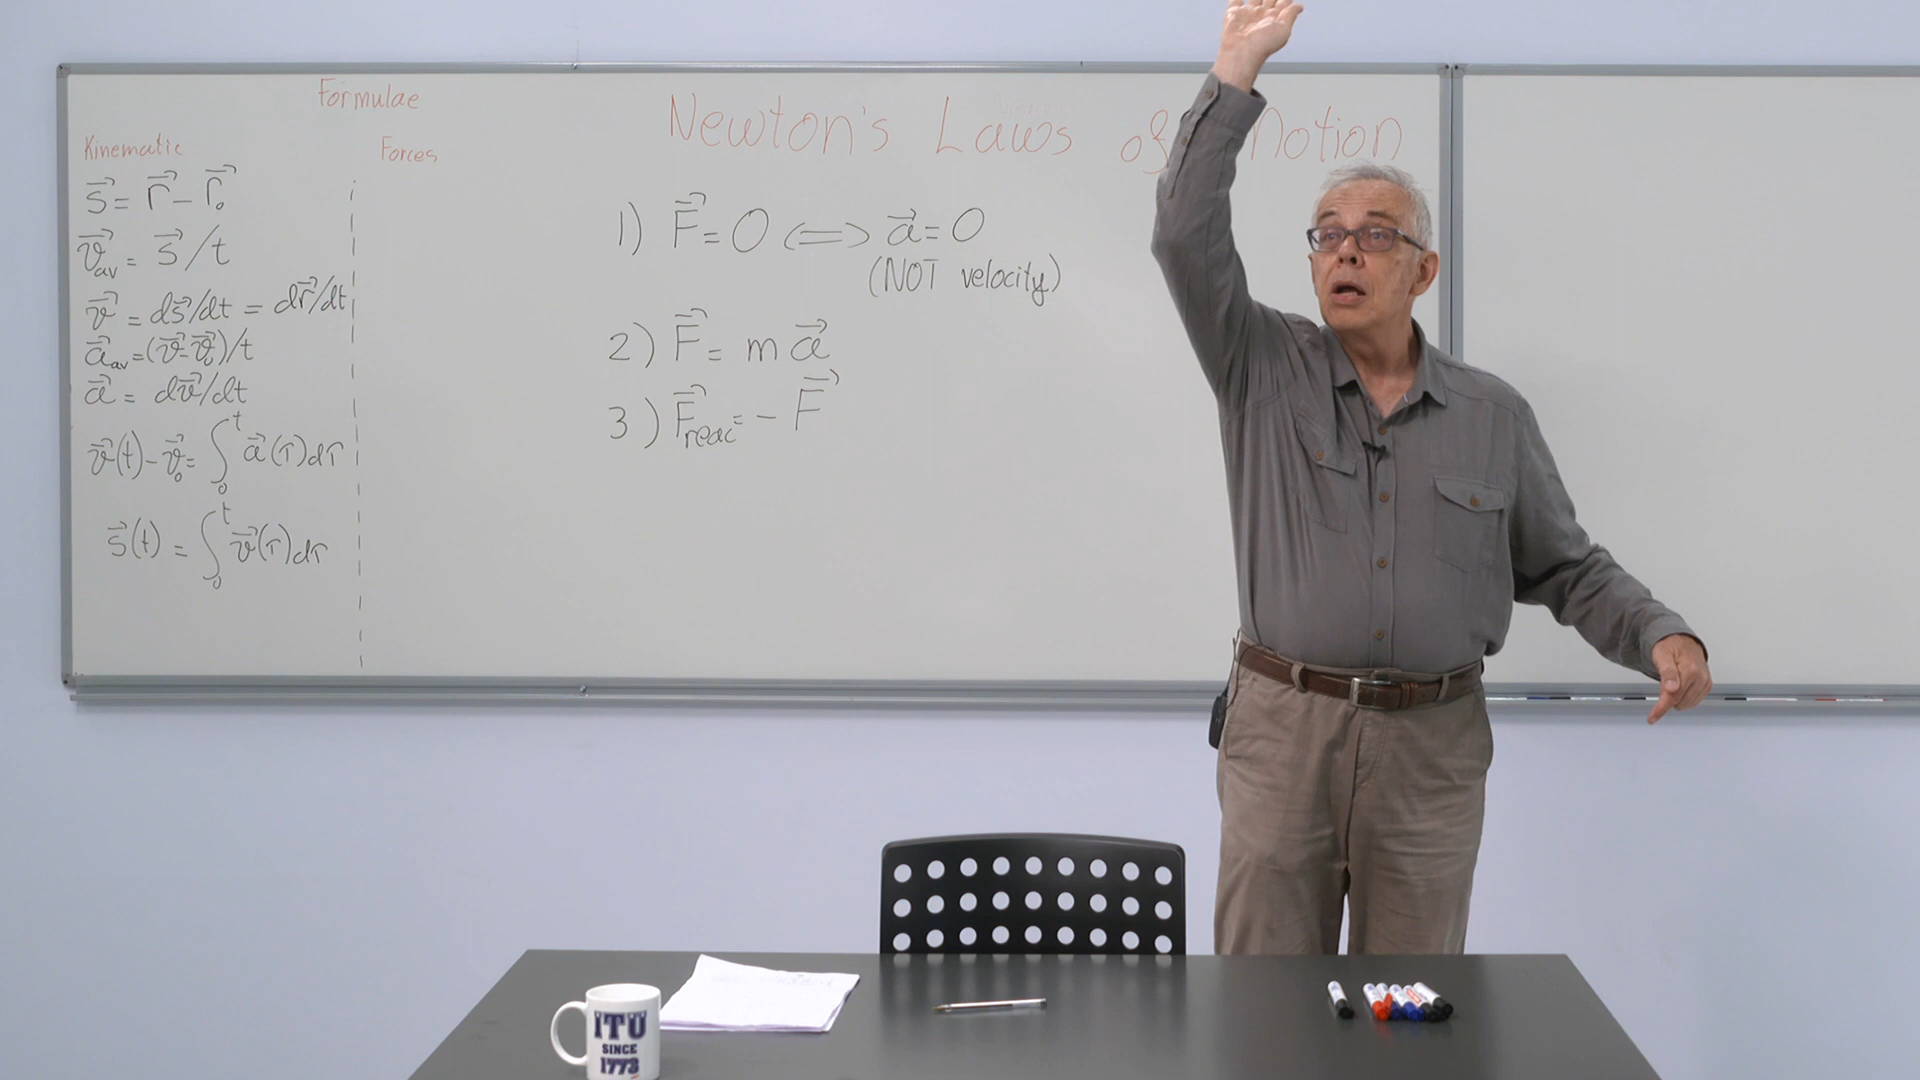 Formulae
Kinematic
Forces
s⃗ = r⃗ - r⃗₀
v⃗av = s⃗/t
v⃗ = ds⃗/dt = dr⃗/dt
a⃗av = (v⃗-v⃗₀)/t
a⃗ = dv⃗/dt
v⃗(t) - v⃗₀ = ∫₀ᵗ a⃗(τ)dτ
s⃗(t) = ∫₀ᵗ v⃗(τ)dτ
Newton's Laws of Motion
1) F⃗ = 0 <=> a⃗ = 0
(NOT velocity)
2) F⃗ = m a⃗
3) F⃗reac = - F⃗
ITU
SINCE
1773